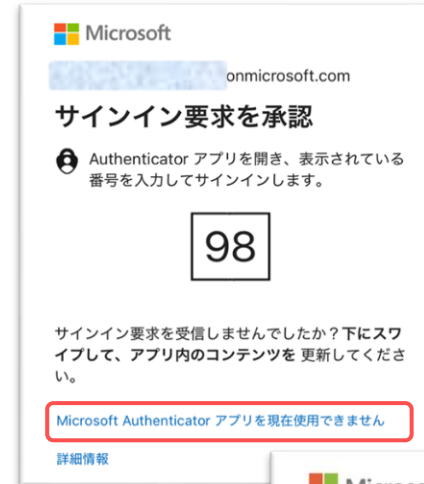 Microsoft
onmicrosoft.com
サインイン要求を承認
Authenticator アプリを開き、表示されている
番号を入力してサインインします。
98
サインイン要求を受信しませんでしたか？下にスワ
イプして、アプリ内のコンテンツを 更新してくださ
い。
Microsoft Authenticator アプリを現在使用できません
詳細情報